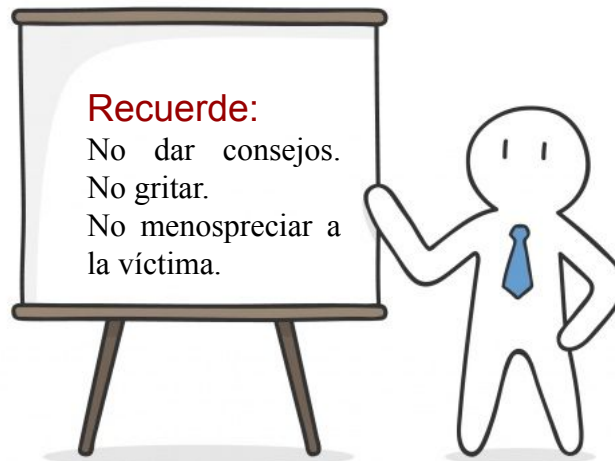 Recuerde:
No dar consejos.
No gritar.
No menospreciar a
la víctima.